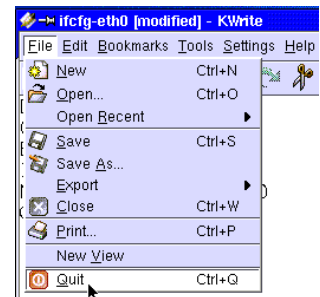 ifcfg-eth0 [modified] - KWrite
File Edit Bookmarks Tools Settings Help
New Ctrl+N
Open... Ctrl+O
Open Recent
Save Ctrl+S
Save As...
Export
Close Ctrl+W
Print... Ctrl+P
New View
Quit Ctrl+Q